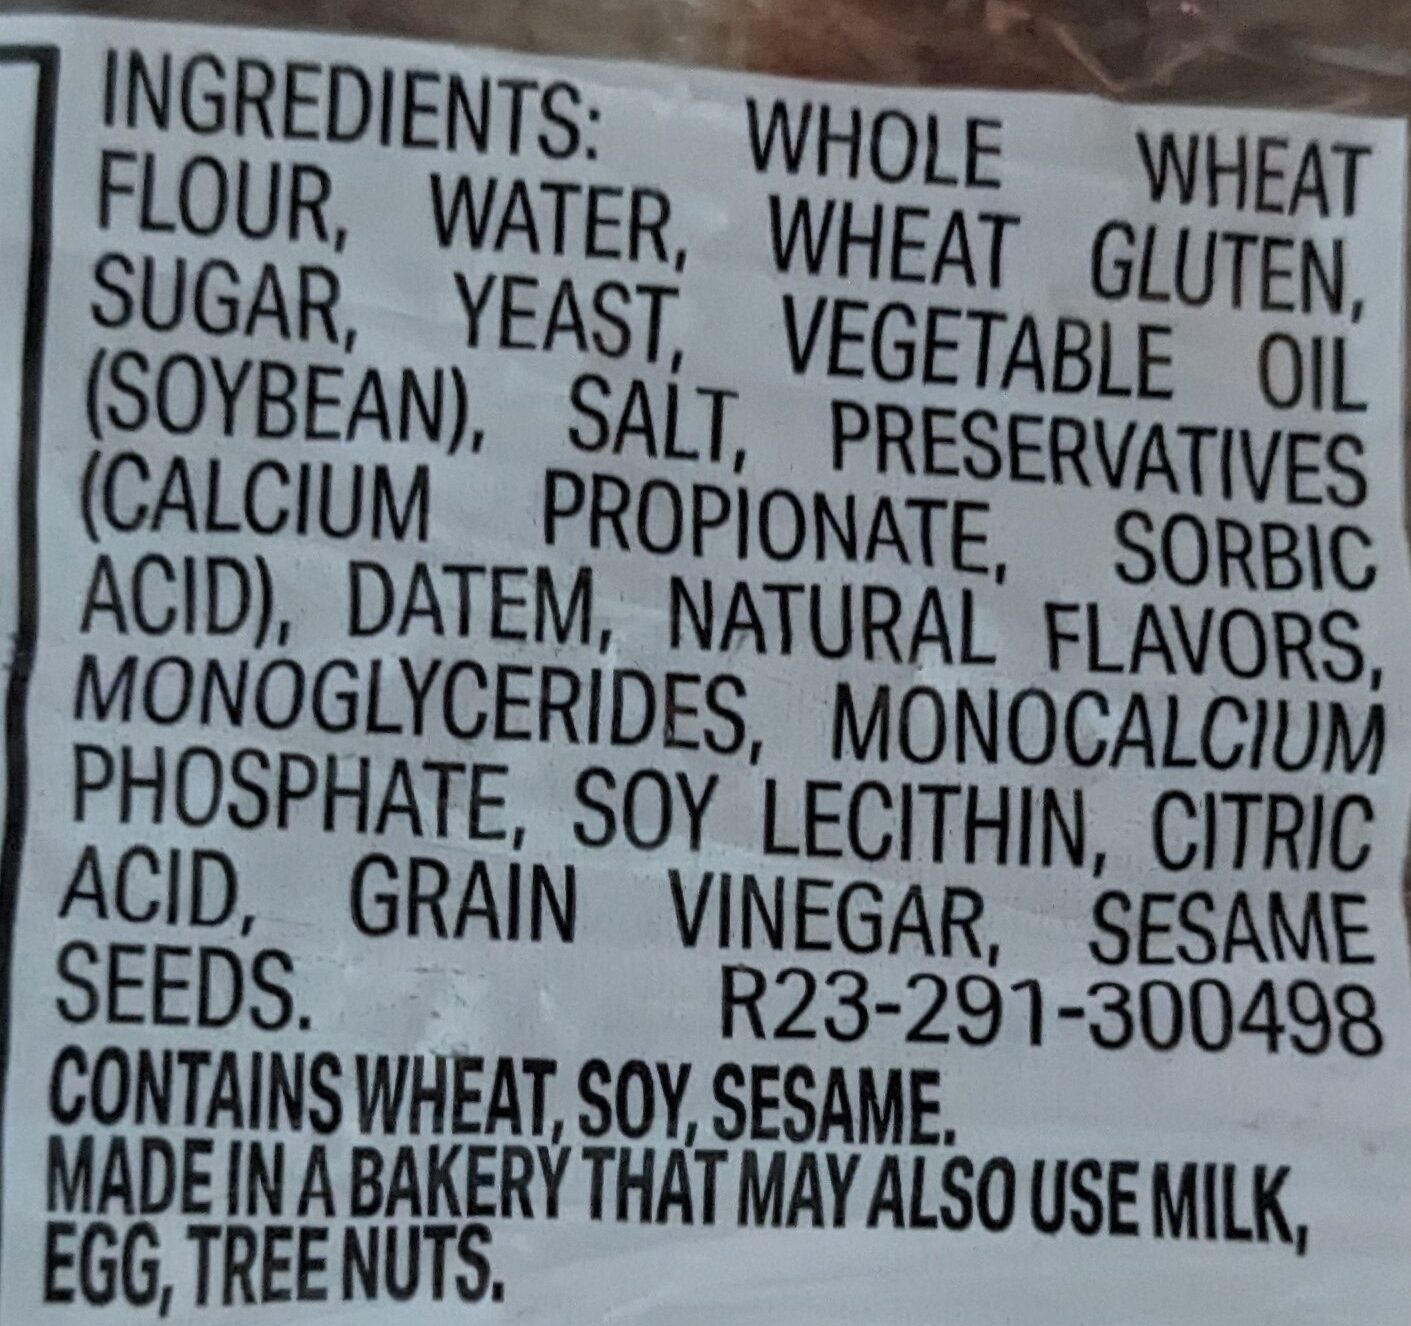 INGREDIENTS: WHOLE WHEAT
FLOUR, WATER, WHEAT GLUTEN,
SUGAR, YEAST, VEGETABLE OIL
(SOYBEAN), SALT, PRESERVATIVES
(CALCIUM PROPIONATE, SORBIC
ACID), DATEM, NATURAL FLAVORS,
MONOGLYCERIDES, MONOCALCIUM
PHOSPHATE, SOY LECITHIN, CITRIC
ACID, GRAIN VINEGAR, SESAME
SEEDS. R23-291-300498
CONTAINS WHEAT, SOY, SESAME.
MADE IN A BAKERY THAT MAY ALSO USE MILK,
EGG, TREE NUTS.